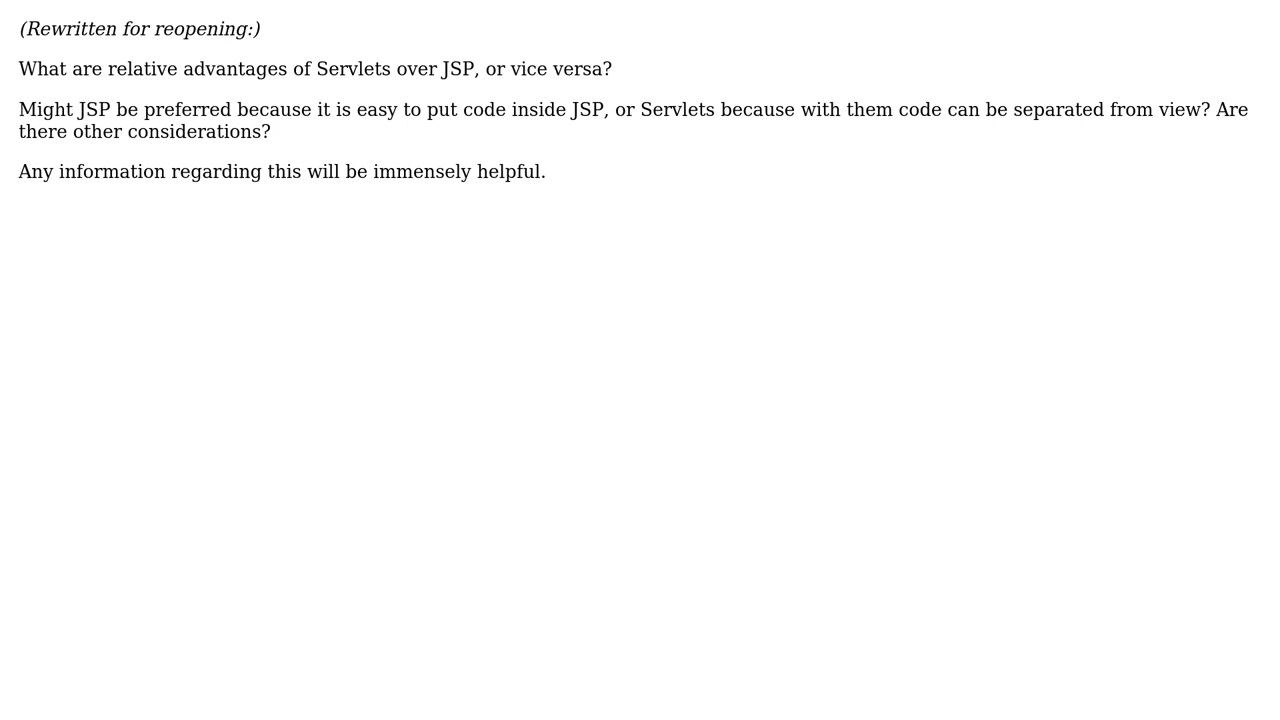 (Rewritten for reopening:)
What are relative advantages of Servlets over JSP, or vice versa?
Might JSP be preferred because it is easy to put code inside JSP, or Servlets because with them code can be separated from view? Are
there other considerations?
Any information regarding this will be immensely helpful.